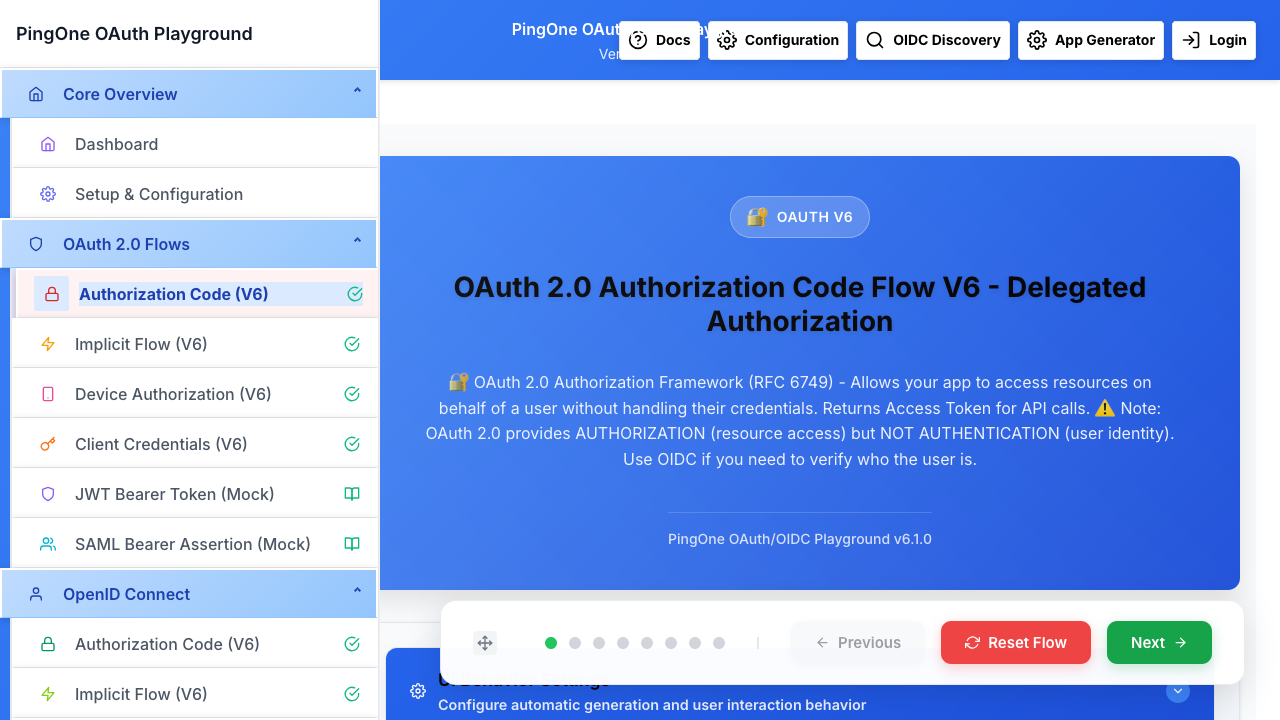 PingOne OAuth Playground
Core Overview
Dashboard
Setup & Configuration
OAuth 2.0 Flows
Authorization Code (V6)
Implicit Flow (V6)
Device Authorization (V6)
Client Credentials (V6)
JWT Bearer Token (Mock)
SAML Bearer Assertion (Mock)
OpenID Connect
Authorization Code (V6)
Implicit Flow (V6)
PingOne
Docs
Configuration
OIDC Discovery
App Generator
Login
OAUTH V6
OAuth 2.0 Authorization Code Flow V6 - Delegated
Authorization
🔐 OAuth 2.0 Authorization Framework (RFC 6749) - Allows your app to access resources on
behalf of a user without handling their credentials. Returns Access Token for API calls. ⚠️ Note:
OAuth 2.0 provides AUTHORIZATION (resource access) but NOT AUTHENTICATION (user identity).
Use OIDC if you need to verify who the user is.
PingOne OAuth/OIDC Playground v6.1.0
Previous
Reset Flow
Next
Configure automatic generation and user interaction behavior